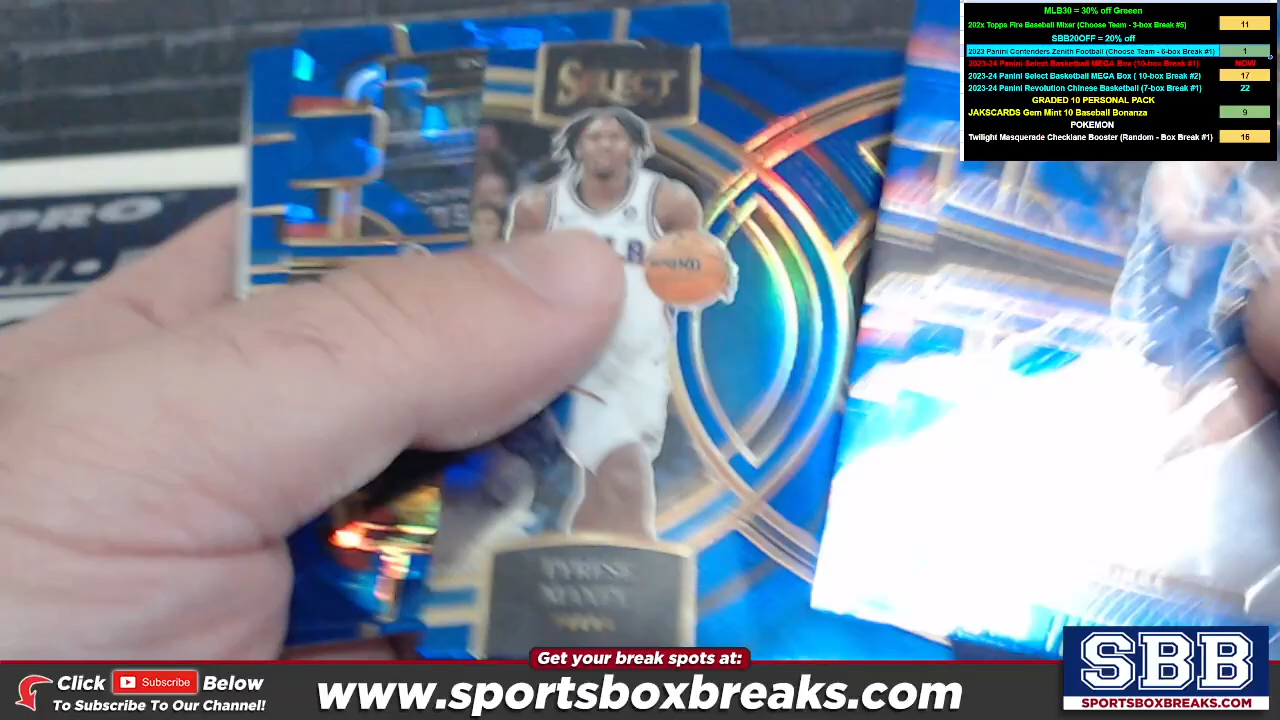 MLB30 = 30% off Greeen
202x Topps Fire Baseball Mixer (Choose Team - 3-box Break #5) 11
SBB20OFF = 20% off
2023 Panini Contenders Zenith Football (Choose Team - 6-box Break #1) 1
2023-24 Panini Select Basketball MEGA Box (10-box Break #1) NOW
2023-24 Panini Select Basketball MEGA Box ( 10-box Break #2) 17
2023-24 Panini Revolution Chinese Basketball (7-box Break #1) 22
GRADED 10 PERSONAL PACK
JAKSCARDS Gem Mint 10 Baseball Bonanza 9
POKEMON
Twilight Masquerade Checklane Booster (Random - Box Break #1) 16
SELECT
PRO
TYRESE
MAXEY
Get your break spots at:
Click Subscribe Below
To Subscribe To Our Channel!
www.sportsboxbreaks.com
SBB
SPORTSBOXBREAKS.COM